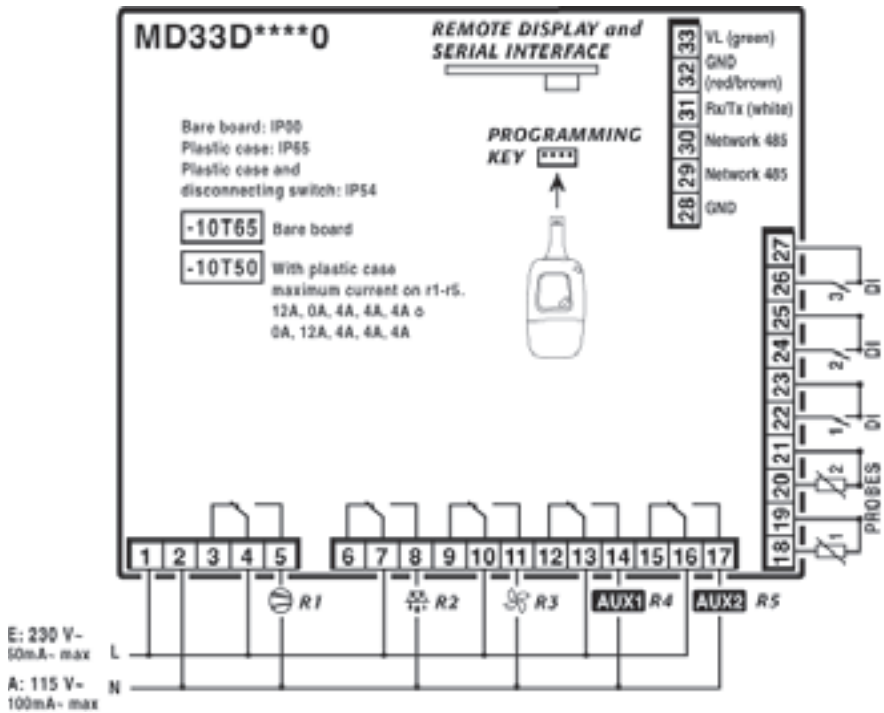 MD33D****0
REMOTE DISPLAY and
SERIAL INTERFACE
33 VL (green)
32 GND
(red/brown)
31 Rx/Tx (white)
30 Network 485
29 Network 485
28 GND
Bare board: IP00
Plastic case: IP65
Plastic case and
disconnecting switch: IP54
-10T65 Bare board
-10T50 With plastic case
maximum current on r1-r5.
12A, 0A, 4A, 4A, 4A o
0A, 12A, 4A, 4A, 4A
PROGRAMMING
KEY
27
26 3 DI
25
24 2 DI
23
22 1 DI
21
20 2
19
18 1
PROBES
1 2 3 4 5 6 7 8 9 10 11 12 13 14 15 16 17
R1 R2 R3 AUX1 R4 AUX2 R5
E: 230 V~
50mA~ max L
A: 115 V~ N
100mA~ max